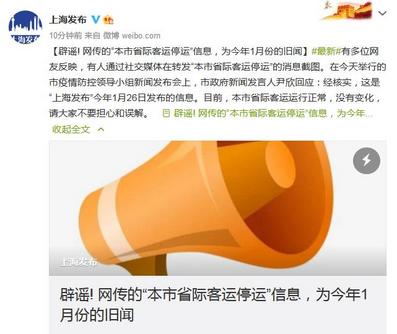 上海发布
10分钟前 来自 微博 weibo.com
【辟谣! 网传的“本市省际客运停运”信息，为今年1月份的旧闻】#最新#有多位网
友反映，有人通过社交媒体在转发“本市省际客运停运”的消息截图。在今天举行的
市疫情防控领导小组新闻发布会上，市政府新闻发言人尹欣回应：经核实，这是
“上海发布”今年1月26日发布的信息。目前，本市省际客运运行正常，没有变化，
请大家不要担心和误解。 辟谣! 网传的“本市省际客运停运”信息，为今年...
收起全文
上海发布
辟谣! 网传的“本市省际客运停运”信息，为今年
1月份的旧闻